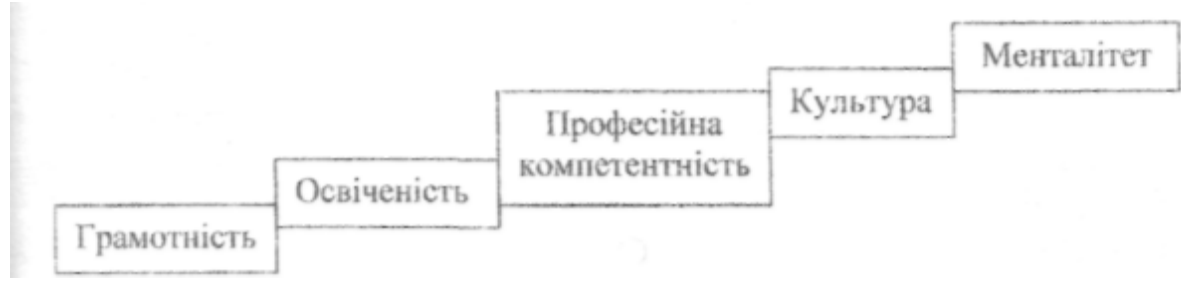 Грамотність
Освіченість
Професійна
компетентність
Культура
Менталітет